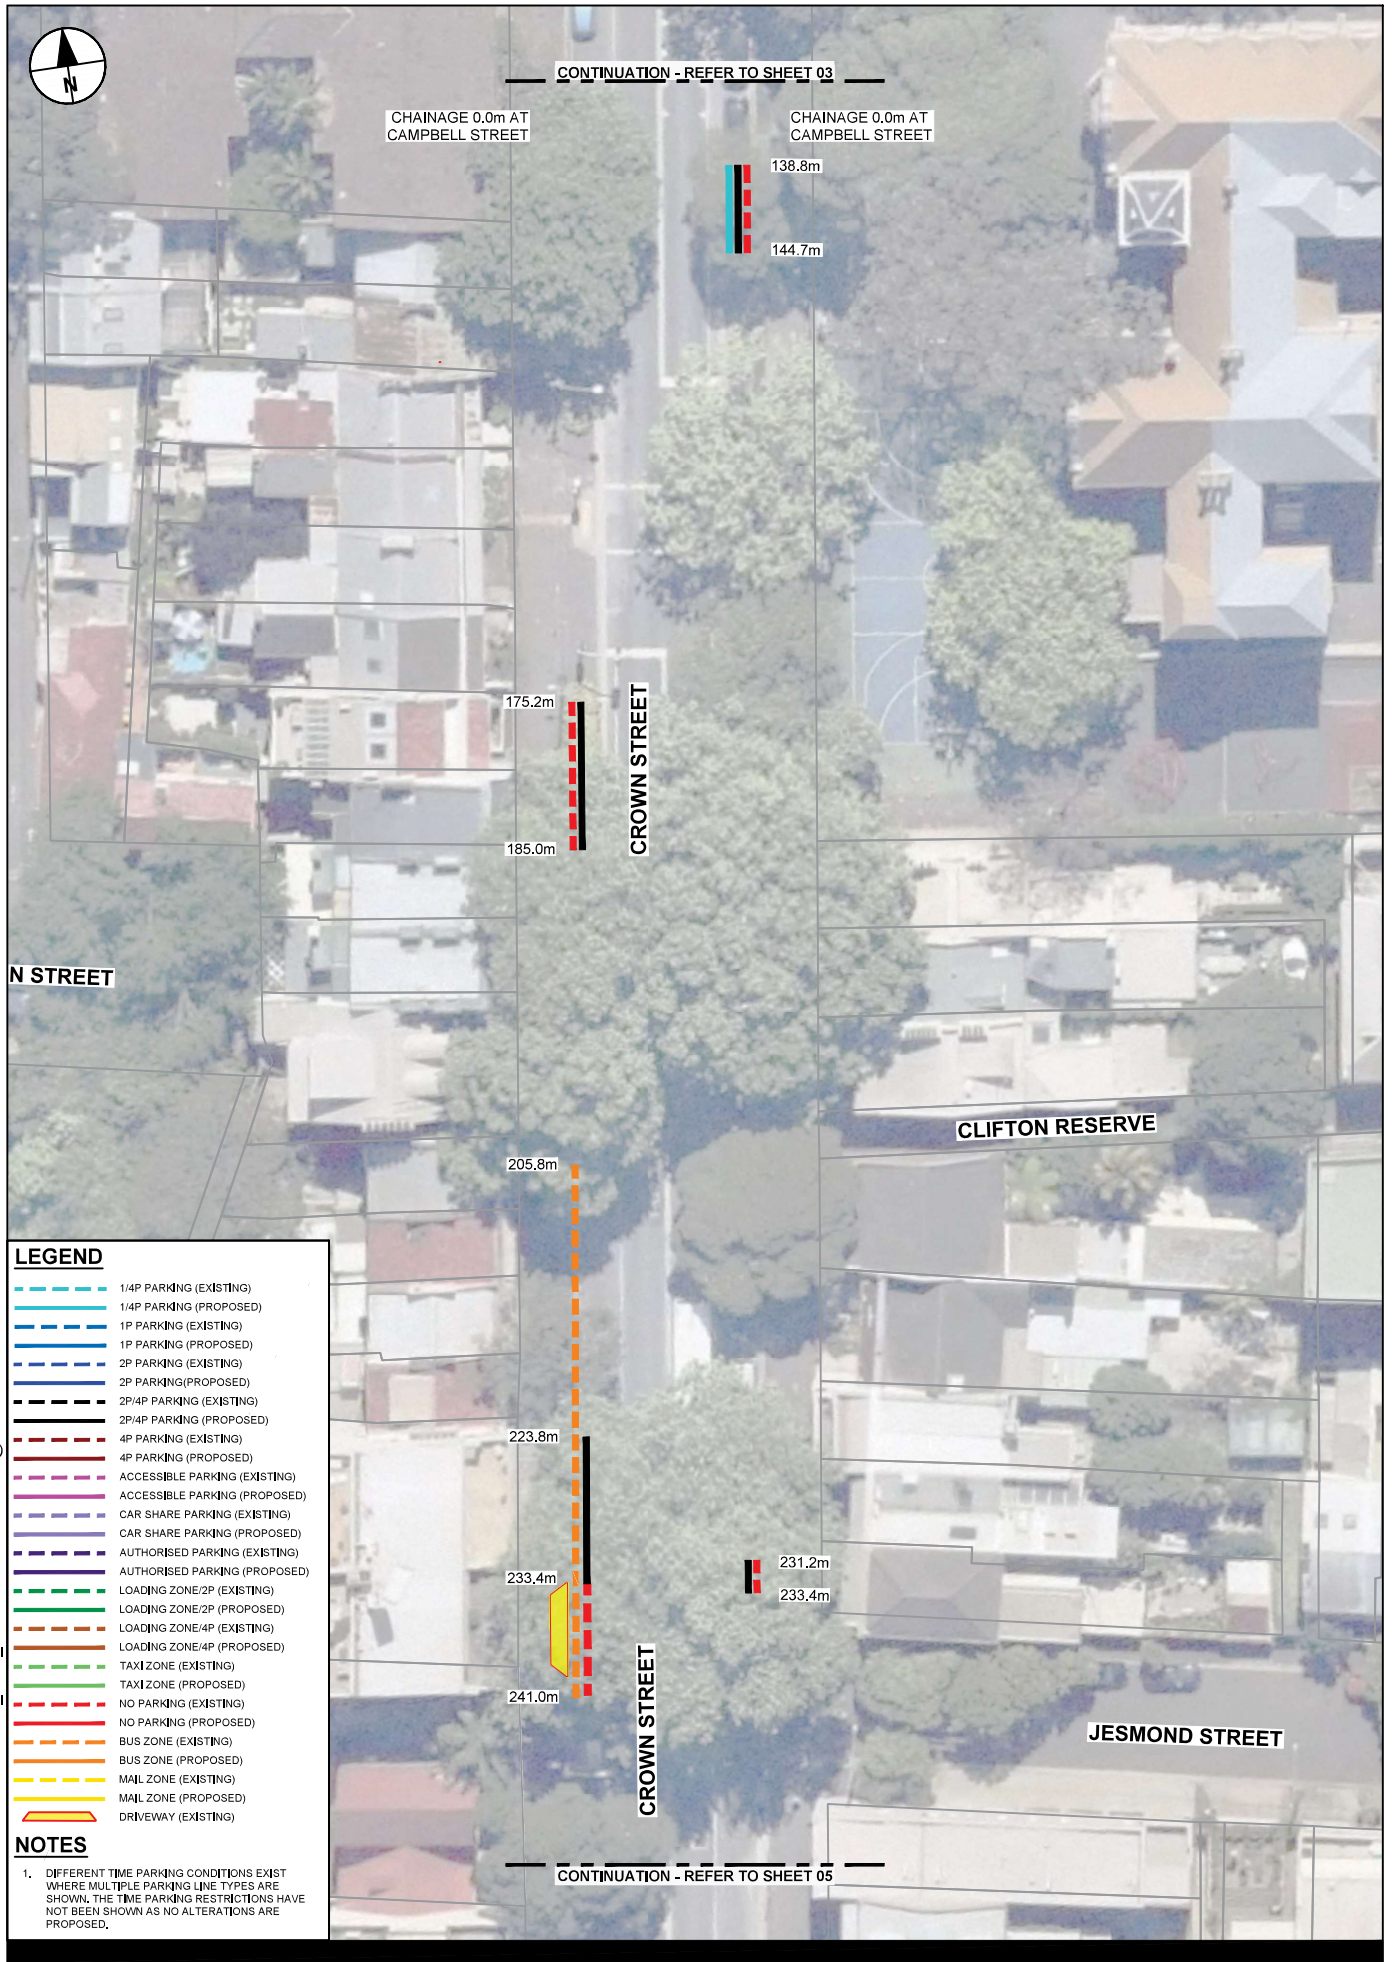 N
CONTINUATION - REFER TO SHEET 03
CHAINAGE 0.0m AT
CAMPBELL STREET
CHAINAGE 0.0m AT
CAMPBELL STREET
138.8m
144.7m
175.2m
CROWN STREET
185.0m
N STREET
CLIFTON RESERVE
205.8m
223.8m
233.4m
231.2m
233.4m
241.0m
CROWN STREET
JESMOND STREET
CONTINUATION - REFER TO SHEET 05
LEGEND
1/4P PARKING (EXISTING)
1/4P PARKING (PROPOSED)
1P PARKING (EXISTING)
1P PARKING (PROPOSED)
2P PARKING (EXISTING)
2P PARKING(PROPOSED)
2P/4P PARKING (EXISTING)
2P/4P PARKING (PROPOSED)
4P PARKING (EXISTING)
4P PARKING (PROPOSED)
ACCESSIBLE PARKING (EXISTING)
ACCESSIBLE PARKING (PROPOSED)
CAR SHARE PARKING (EXISTING)
CAR SHARE PARKING (PROPOSED)
AUTHORISED PARKING (EXISTING)
AUTHORISED PARKING (PROPOSED)
LOADING ZONE/2P (EXISTING)
LOADING ZONE/2P (PROPOSED)
LOADING ZONE/4P (EXISTING)
LOADING ZONE/4P (PROPOSED)
TAXI ZONE (EXISTING)
TAXI ZONE (PROPOSED)
NO PARKING (EXISTING)
NO PARKING (PROPOSED)
BUS ZONE (EXISTING)
BUS ZONE (PROPOSED)
MAIL ZONE (EXISTING)
MAIL ZONE (PROPOSED)
DRIVEWAY (EXISTING)
NOTES
1. DIFFERENT TIME PARKING CONDITIONS EXIST
WHERE MULTIPLE PARKING LINE TYPES ARE
SHOWN. THE TIME PARKING RESTRICTIONS HAVE
NOT BEEN SHOWN AS NO ALTERATIONS ARE
PROPOSED.